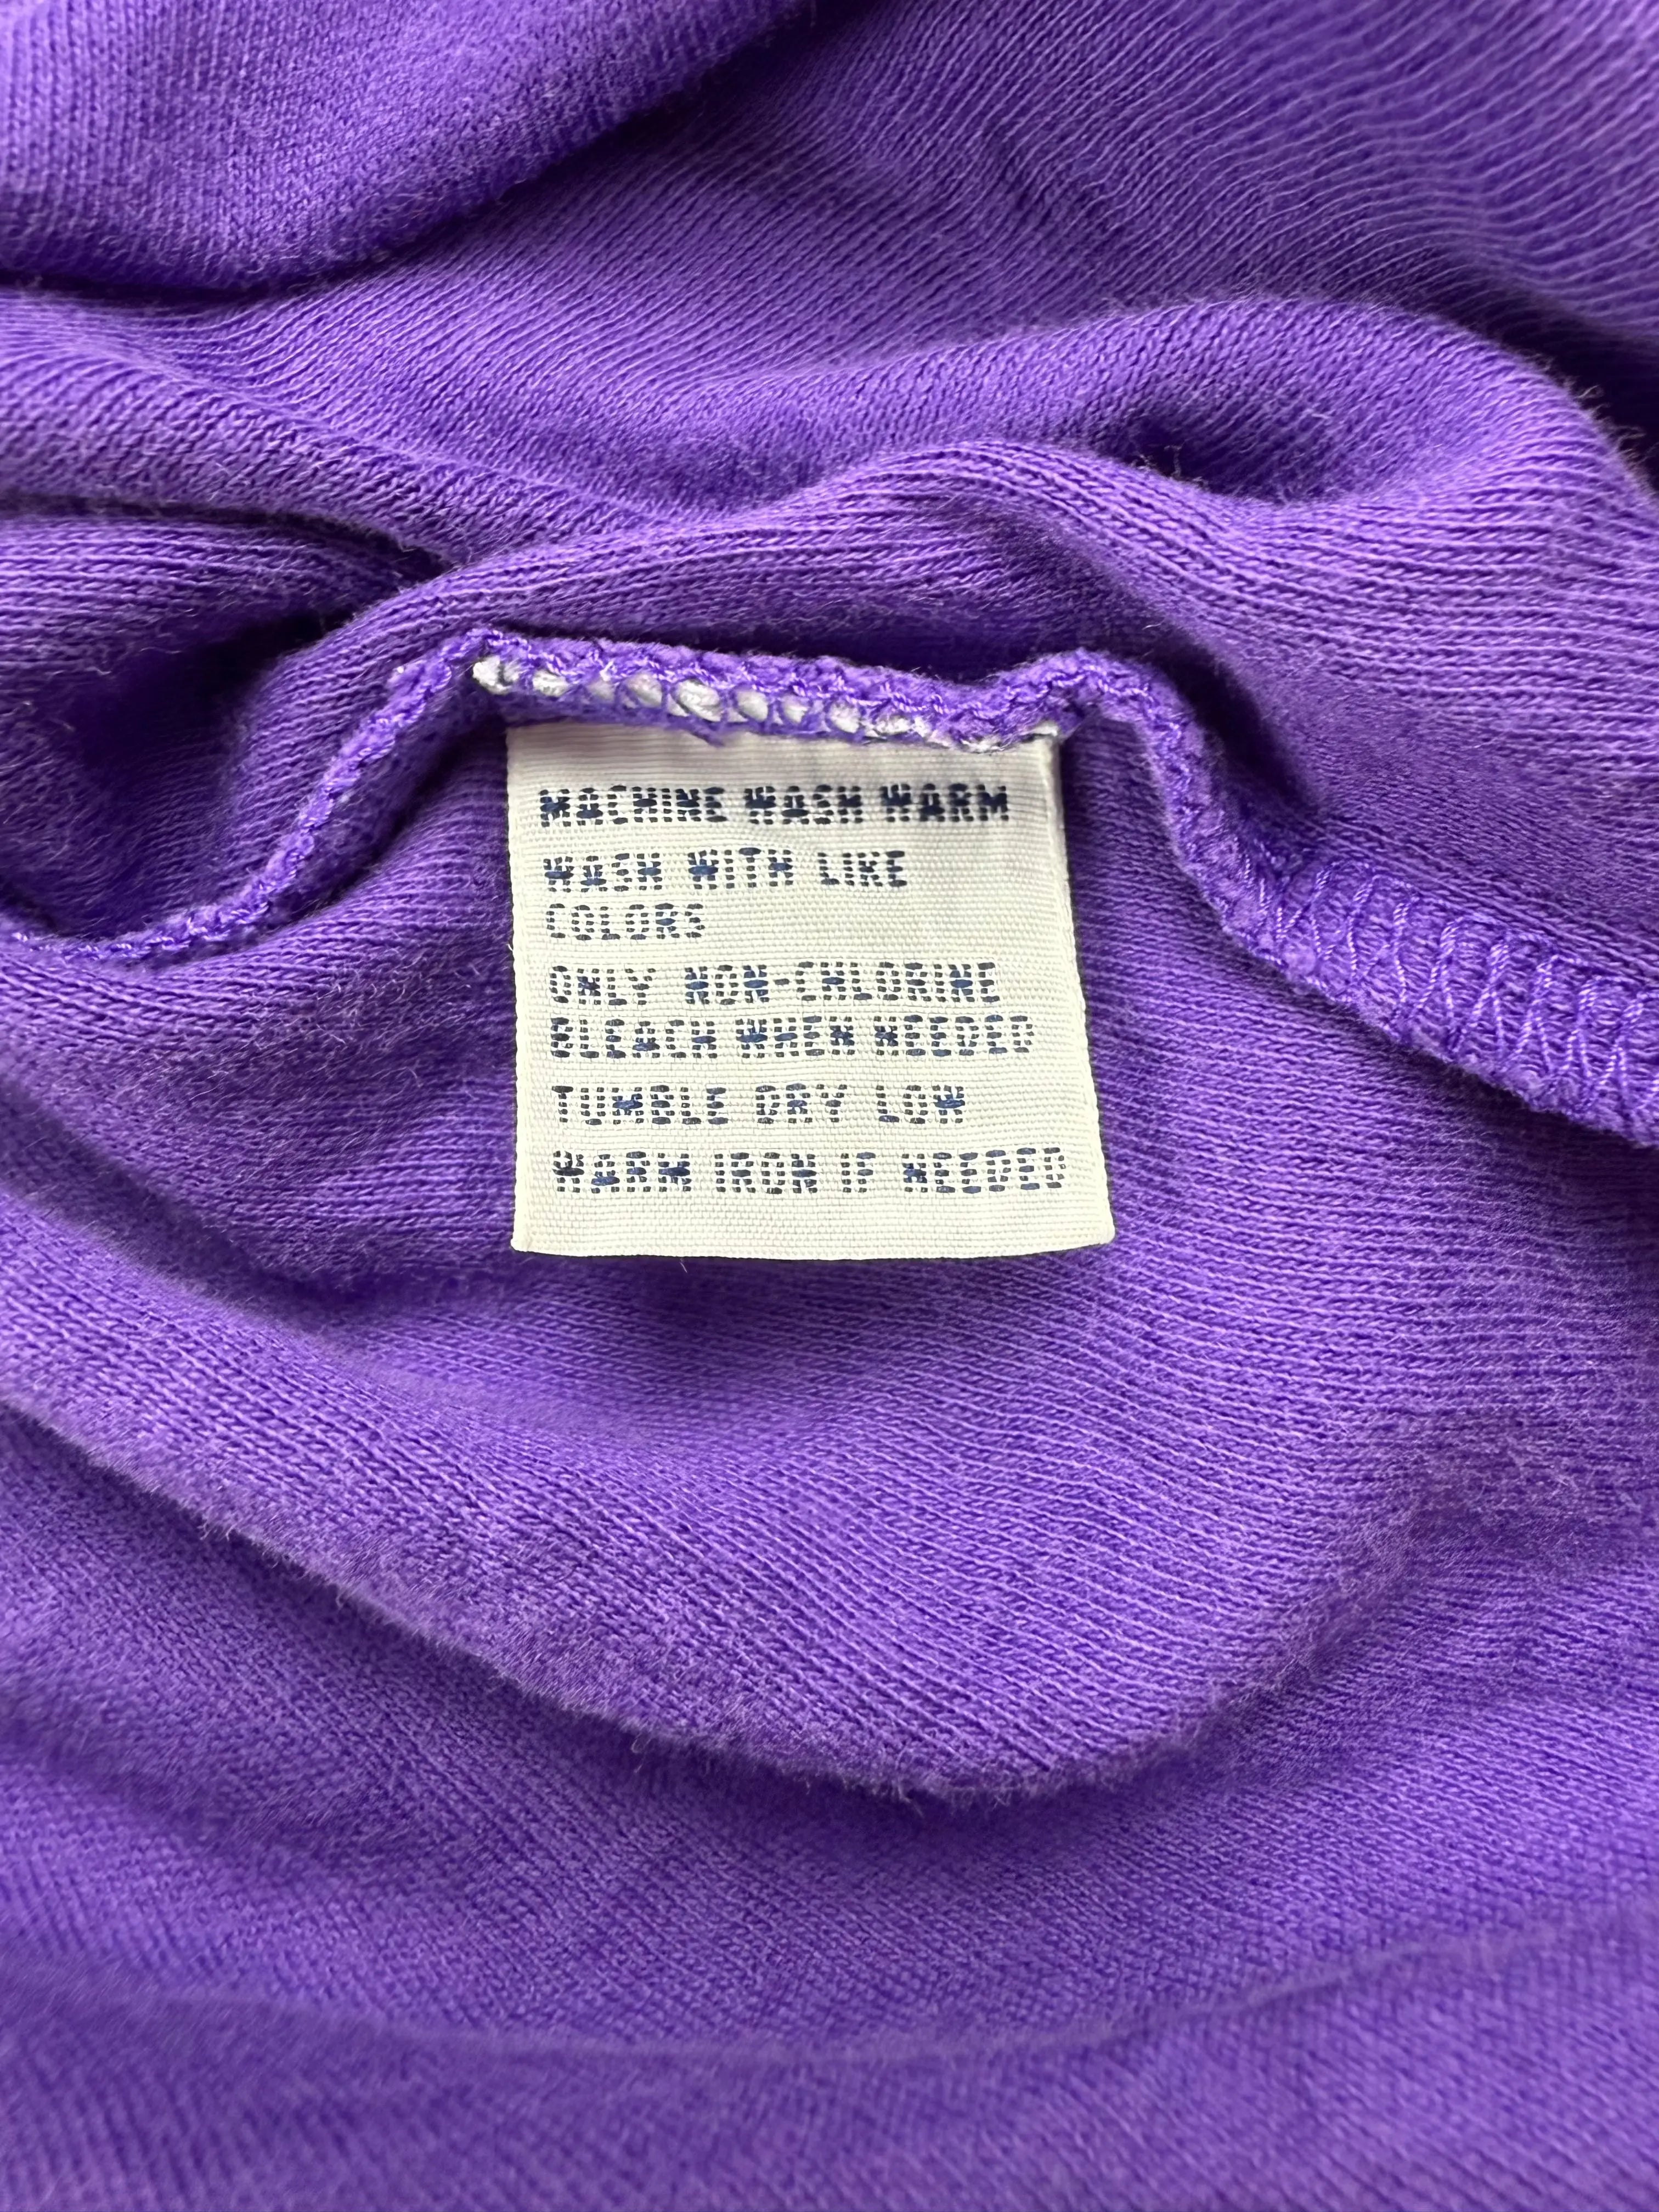 MACHINE WASH WARM
WASH WITH LIKE
COLORS
ONLY NON-CHLORINE
BLEACH WHEN NEEDED
TUMBLE DRY LOW
WARM IRON IF NEEDED